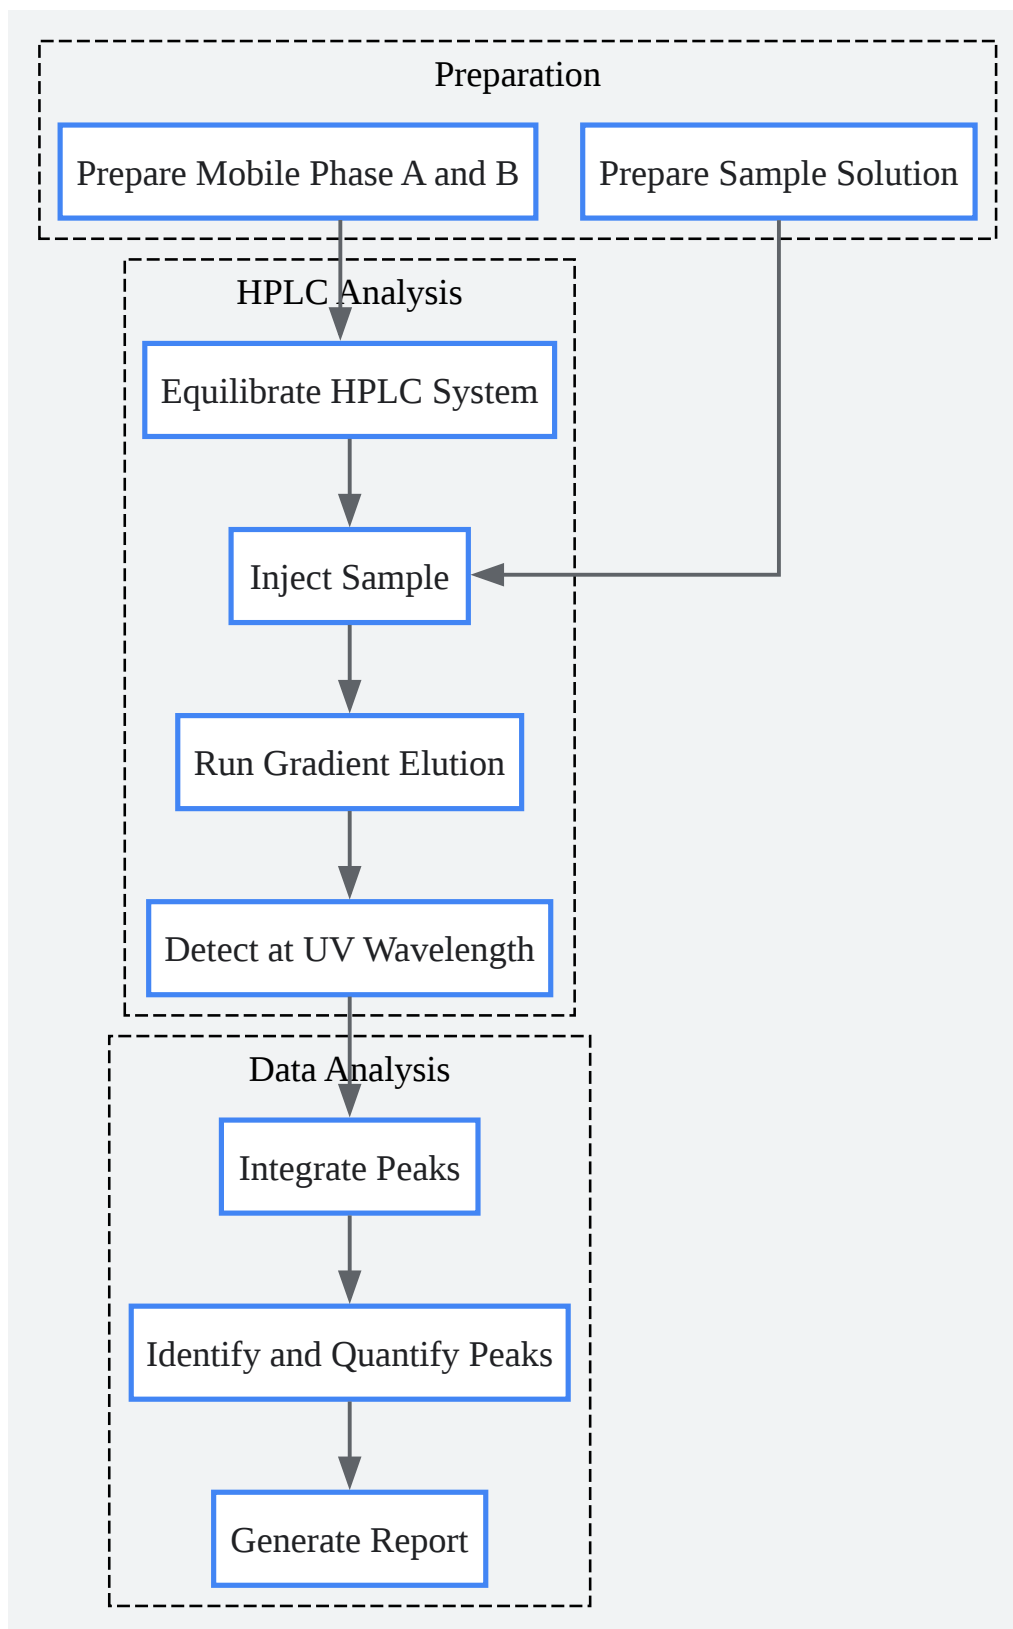 Preparation
Prepare Mobile Phase A and B
Prepare Sample Solution
HPLC Analysis
Equilibrate HPLC System
Inject Sample
Run Gradient Elution
Detect at UV Wavelength
Data Analysis
Integrate Peaks
Identify and Quantify Peaks
Generate Report